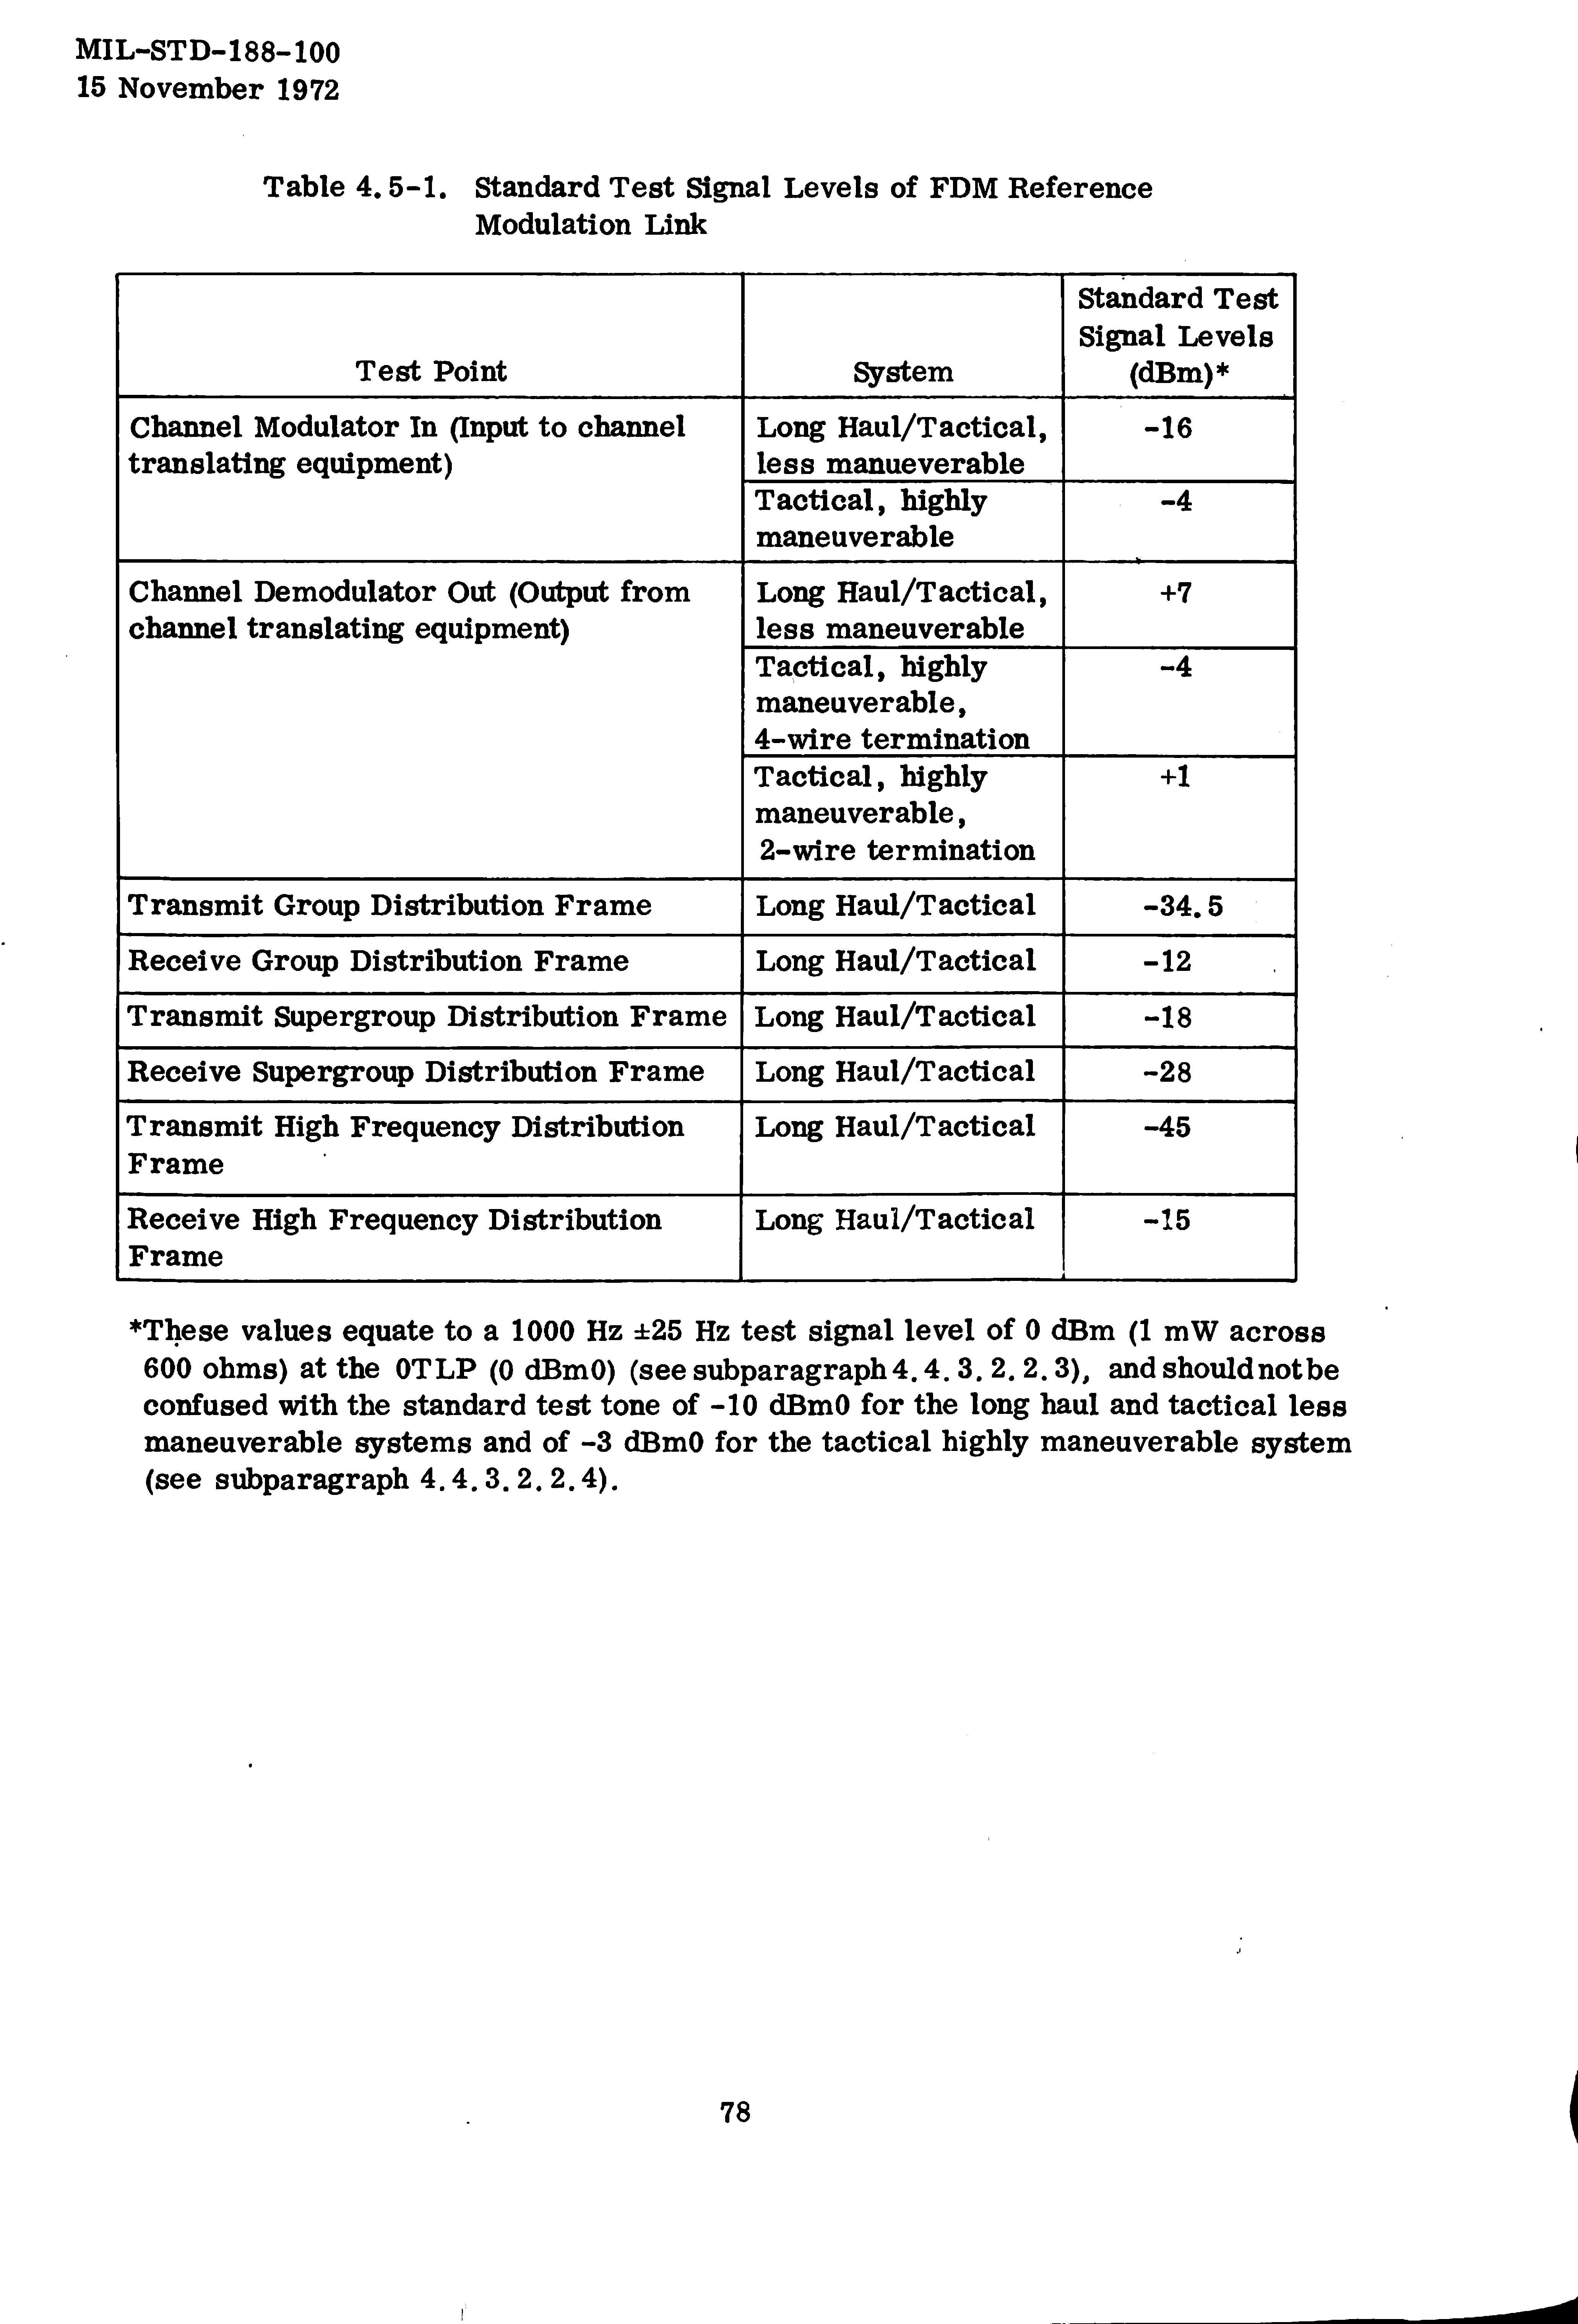 MIL-STD-188-100
15 November 1972
Table 4.5-1. Standard Test Signal Levels of FDM Reference
Modulation Link
Standard Test
Signal Levels
Test Point System (dBm)*
Channel Modulator In (Input to channel Long Haul/Tactical, -16
translating equipment) less manueverable
Tactical, highly -4
maneuverable
Channel Demodulator Out (Output from Long Haul/Tactical, +7
channel translating equipment) less maneuverable
Tactical, highly -4
maneuverable,
4-wire termination
Tactical, highly +1
maneuverable,
2-wire termination
Transmit Group Distribution Frame Long Haul/Tactical -34.5
Receive Group Distribution Frame Long Haul/Tactical -12
Transmit Supergroup Distribution Frame Long Haul/Tactical -18
Receive Supergroup Distribution Frame Long Haul/Tactical -28
Transmit High Frequency Distribution Long Haul/Tactical -45
Frame
Receive High Frequency Distribution Long Haul/Tactical -15
Frame
*These values equate to a 1000 Hz ±25 Hz test signal level of 0 dBm (1 mW across
600 ohms) at the 0TLP (0 dBm0) (see subparagraph 4.4.3.2.2.3), and should not be
confused with the standard test tone of -10 dBm0 for the long haul and tactical less
maneuverable systems and of -3 dBm0 for the tactical highly maneuverable system
(see subparagraph 4.4.3.2.2.4).
78